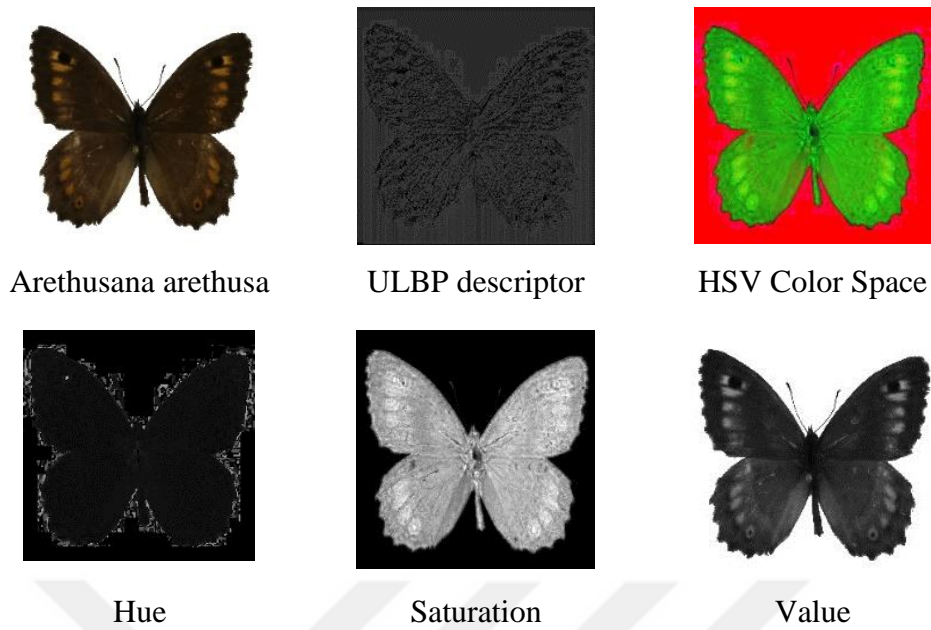 Arethusana arethusa
ULBP descriptor
HSV Color Space
Hue
Saturation
Value